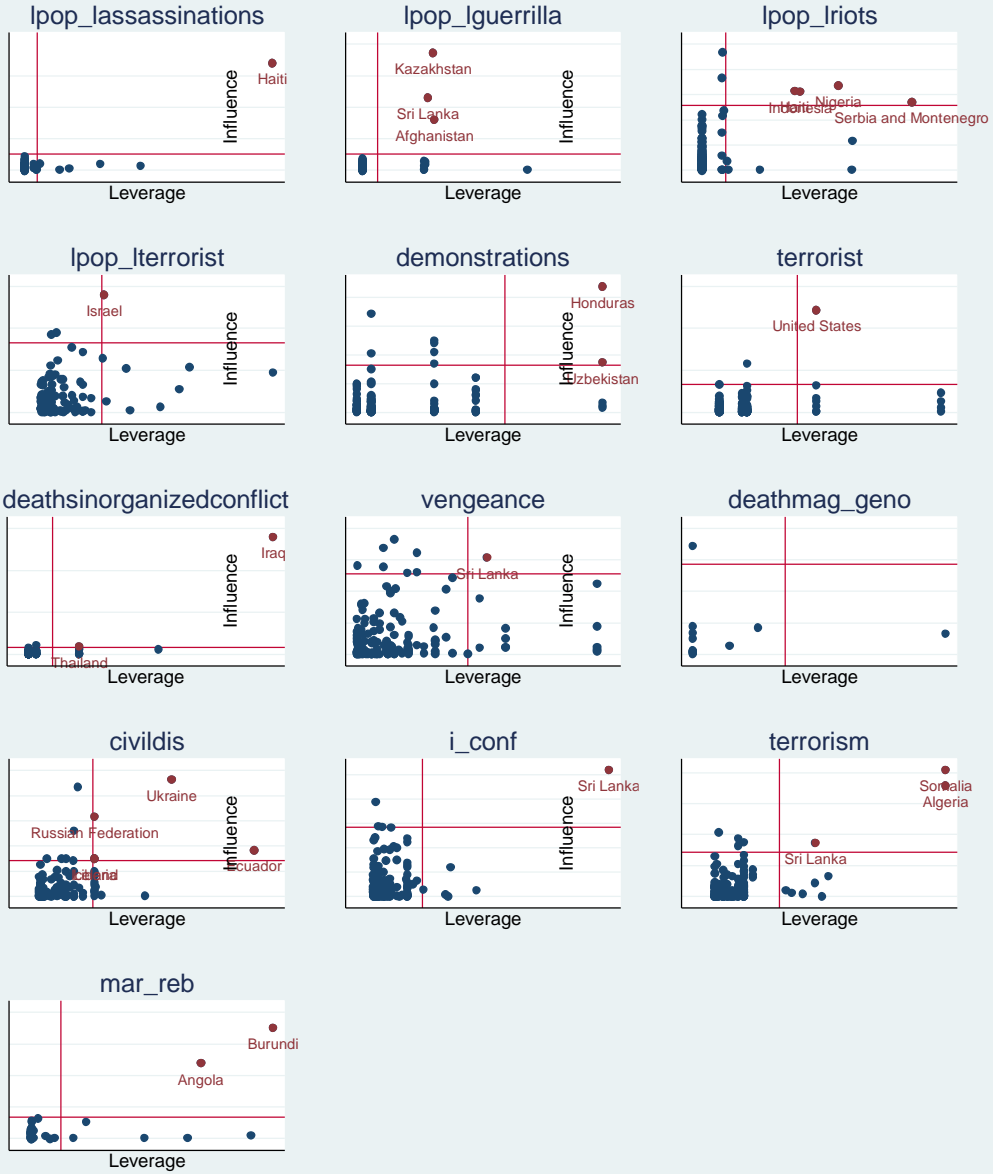 lpop_lassassinations
lpop_lguerrilla
lpop_lriots
Influence
Haiti
Leverage
Influence
Kazakhstan
Sri Lanka
Afghanistan
Leverage
Indonesia
Haiti
Nigeria
Serbia and Montenegro
Leverage
lpop_lterrorist
demonstrations
terrorist
Influence
Israel
Leverage
Influence
Honduras
Uzbekistan
Leverage
United States
Leverage
deathsinorganizedconflict
vengeance
deathmag_geno
Influence
Iraq
Thailand
Leverage
Influence
Sri Lanka
Leverage
Leverage
civildis
i_conf
terrorism
Influence
Ukraine
Russian Federation
Ecuador
Leverage
Influence
Sri Lanka
Leverage
Somalia
Algeria
Sri Lanka
Leverage
mar_reb
Burundi
Angola
Leverage